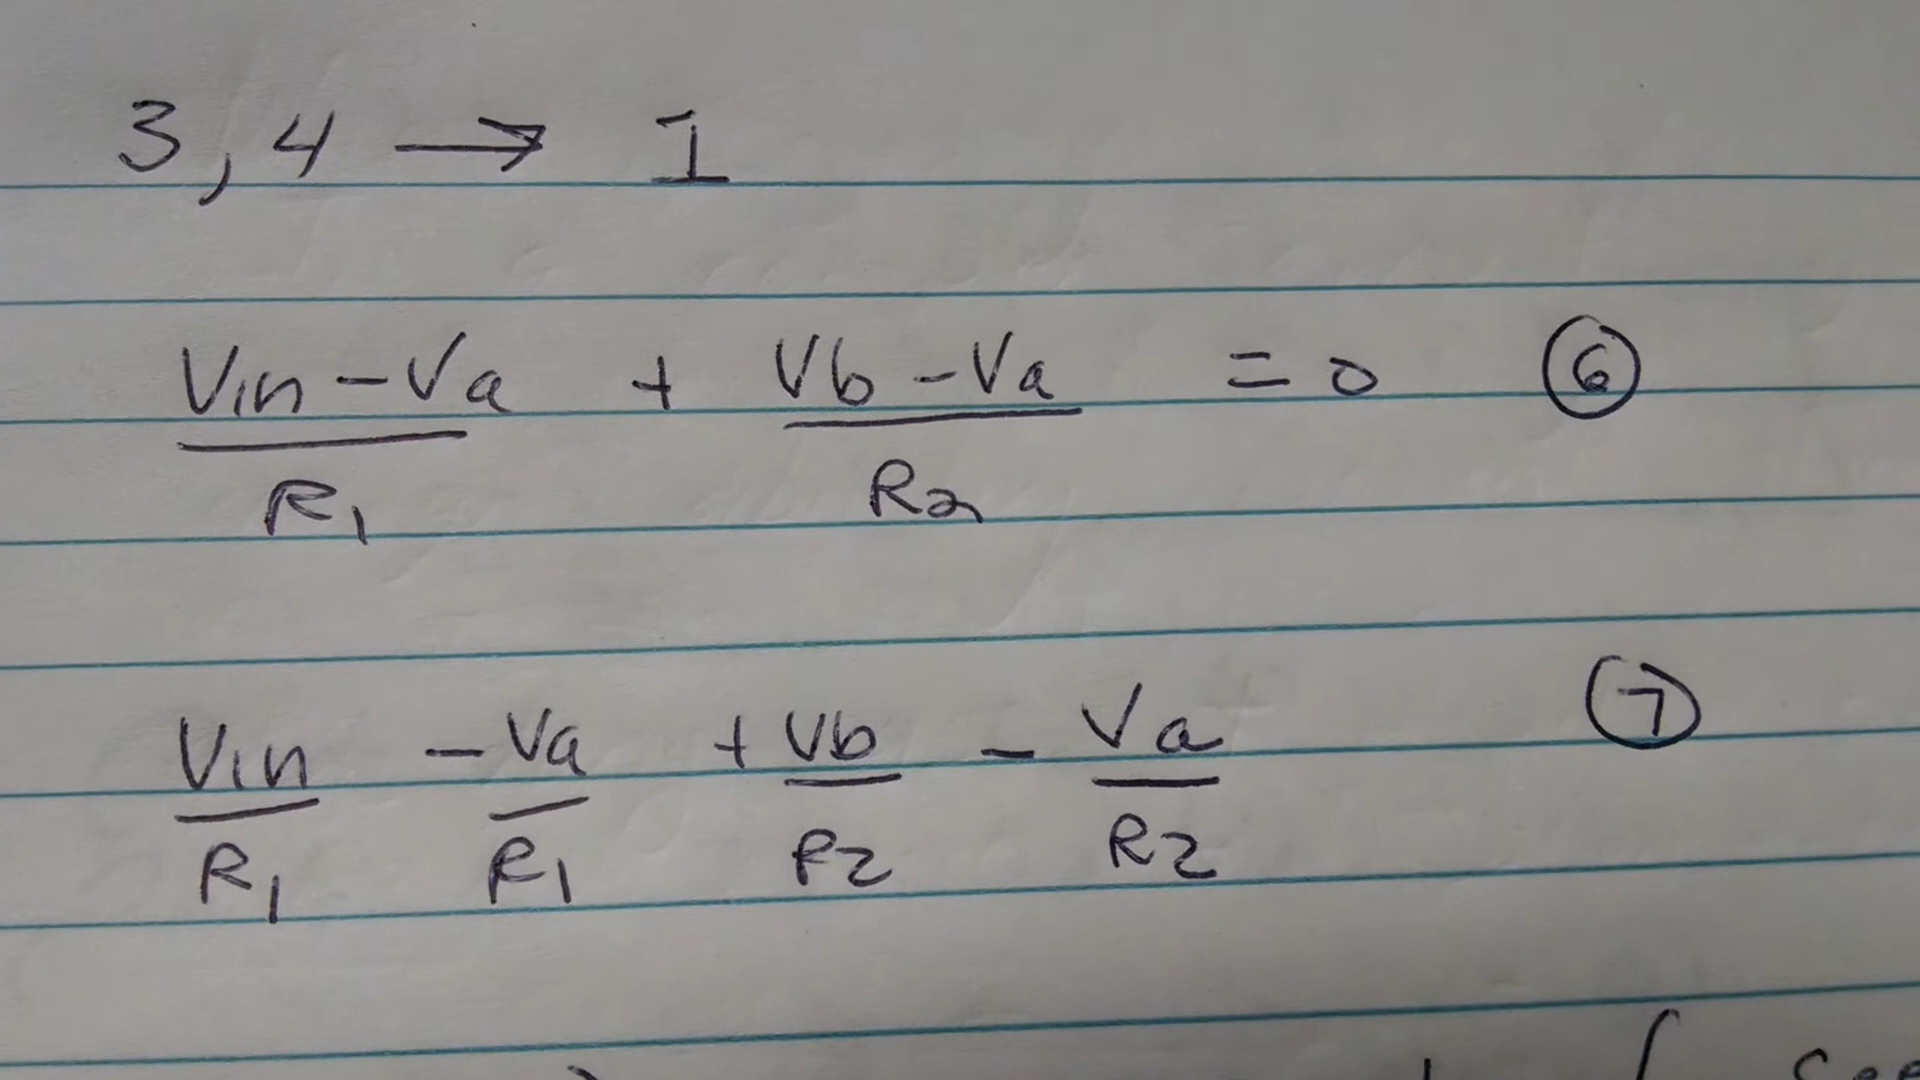 3, 4 → 1
Vin - Va + Vb - Va = 0 ⑥
R1 R2
Vin - Va + Vb - Va ⑦
R1 R1 R2 R2